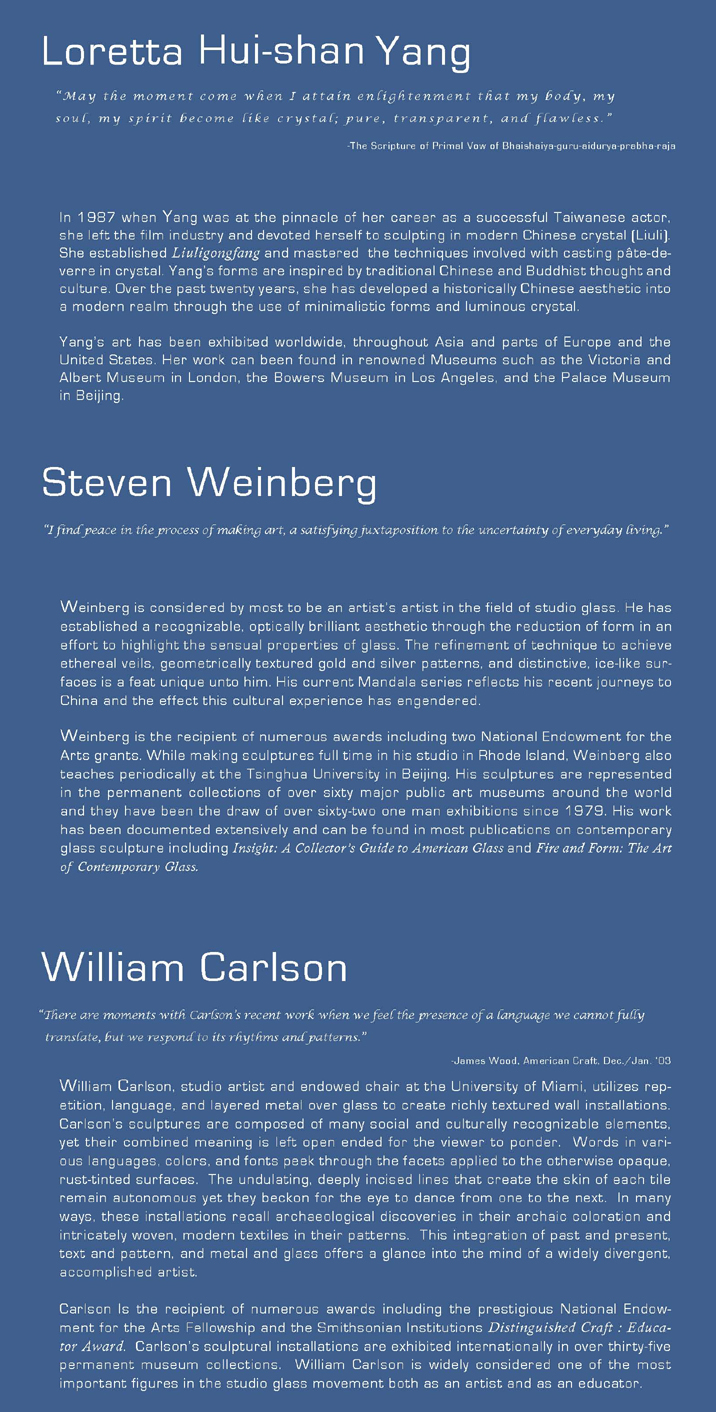 Loretta Hui-shan Yang
“May the moment come when I attain enlightenment that my body, my
soul, my spirit become like crystal; pure, transparent, and flawless.”
-The Scripture of Primal Vow of Bhaishaiya-guru-aidurya-prabha-raja
In 1987 when Yang was at the pinnacle of her career as a successful Taiwanese actor,
she left the film industry and devoted herself to sculpting in modern Chinese crystal (Liuli).
She established Liuligongfang and mastered the techniques involved with casting pâte-de-
verre in crystal. Yang's forms are inspired by traditional Chinese and Buddhist thought and
culture. Over the past twenty years, she has developed a historically Chinese aesthetic into
a modern realm through the use of minimalistic forms and luminous crystal.
Yang's art has been exhibited worldwide, throughout Asia and parts of Europe and the
United States. Her work can been found in renowned Museums such as the Victoria and
Albert Museum in London, the Bowers Museum in Los Angeles, and the Palace Museum
in Beijing.
Steven Weinberg
“I find peace in the process of making art, a satisfying juxtaposition to the uncertainty of everyday living.”
Weinberg is considered by most to be an artist's artist in the field of studio glass. He has
established a recognizable, optically brilliant aesthetic through the reduction of form in an
effort to highlight the sensual properties of glass. The refinement of technique to achieve
ethereal veils, geometrically textured gold and silver patterns, and distinctive, ice-like sur-
faces is a feat unique unto him. His current Mandala series reflects his recent journeys to
China and the effect this cultural experience has engendered.
Weinberg is the recipient of numerous awards including two National Endowment for the
Arts grants. While making sculptures full time in his studio in Rhode Island, Weinberg also
teaches periodically at the Tsinghua University in Beijing. His sculptures are represented
in the permanent collections of over sixty major public art museums around the world
and they have been the draw of over sixty-two one man exhibitions since 1979. His work
has been documented extensively and can be found in most publications on contemporary
glass sculpture including Insight: A Collector's Guide to American Glass and Fire and Form: The Art
of Contemporary Glass.
William Carlson
“There are moments with Carlson's recent work when we feel the presence of a language we cannot fully
translate, but we respond to its rhythms and patterns.”
-James Wood, American Craft, Dec./Jan. '03
William Carlson, studio artist and endowed chair at the University of Miami, utilizes rep-
etition, language, and layered metal over glass to create richly textured wall installations.
Carlson's sculptures are composed of many social and culturally recognizable elements,
yet their combined meaning is left open ended for the viewer to ponder. Words in vari-
ous languages, colors, and fonts peek through the facets applied to the otherwise opaque,
rust-tinted surfaces. The undulating, deeply incised lines that create the skin of each tile
remain autonomous yet they beckon for the eye to dance from one to the next. In many
ways, these installations recall archaeological discoveries in their archaic coloration and
intricately woven, modern textiles in their patterns. This integration of past and present,
text and pattern, and metal and glass offers a glance into the mind of a widely divergent,
accomplished artist.
Carlson Is the recipient of numerous awards including the prestigious National Endow-
ment for the Arts Fellowship and the Smithsonian Institutions Distinguished Craft : Educa-
tor Award. Carlson's sculptural installations are exhibited internationally in over thirty-five
permanent museum collections. William Carlson is widely considered one of the most
important figures in the studio glass movement both as an artist and as an educator.